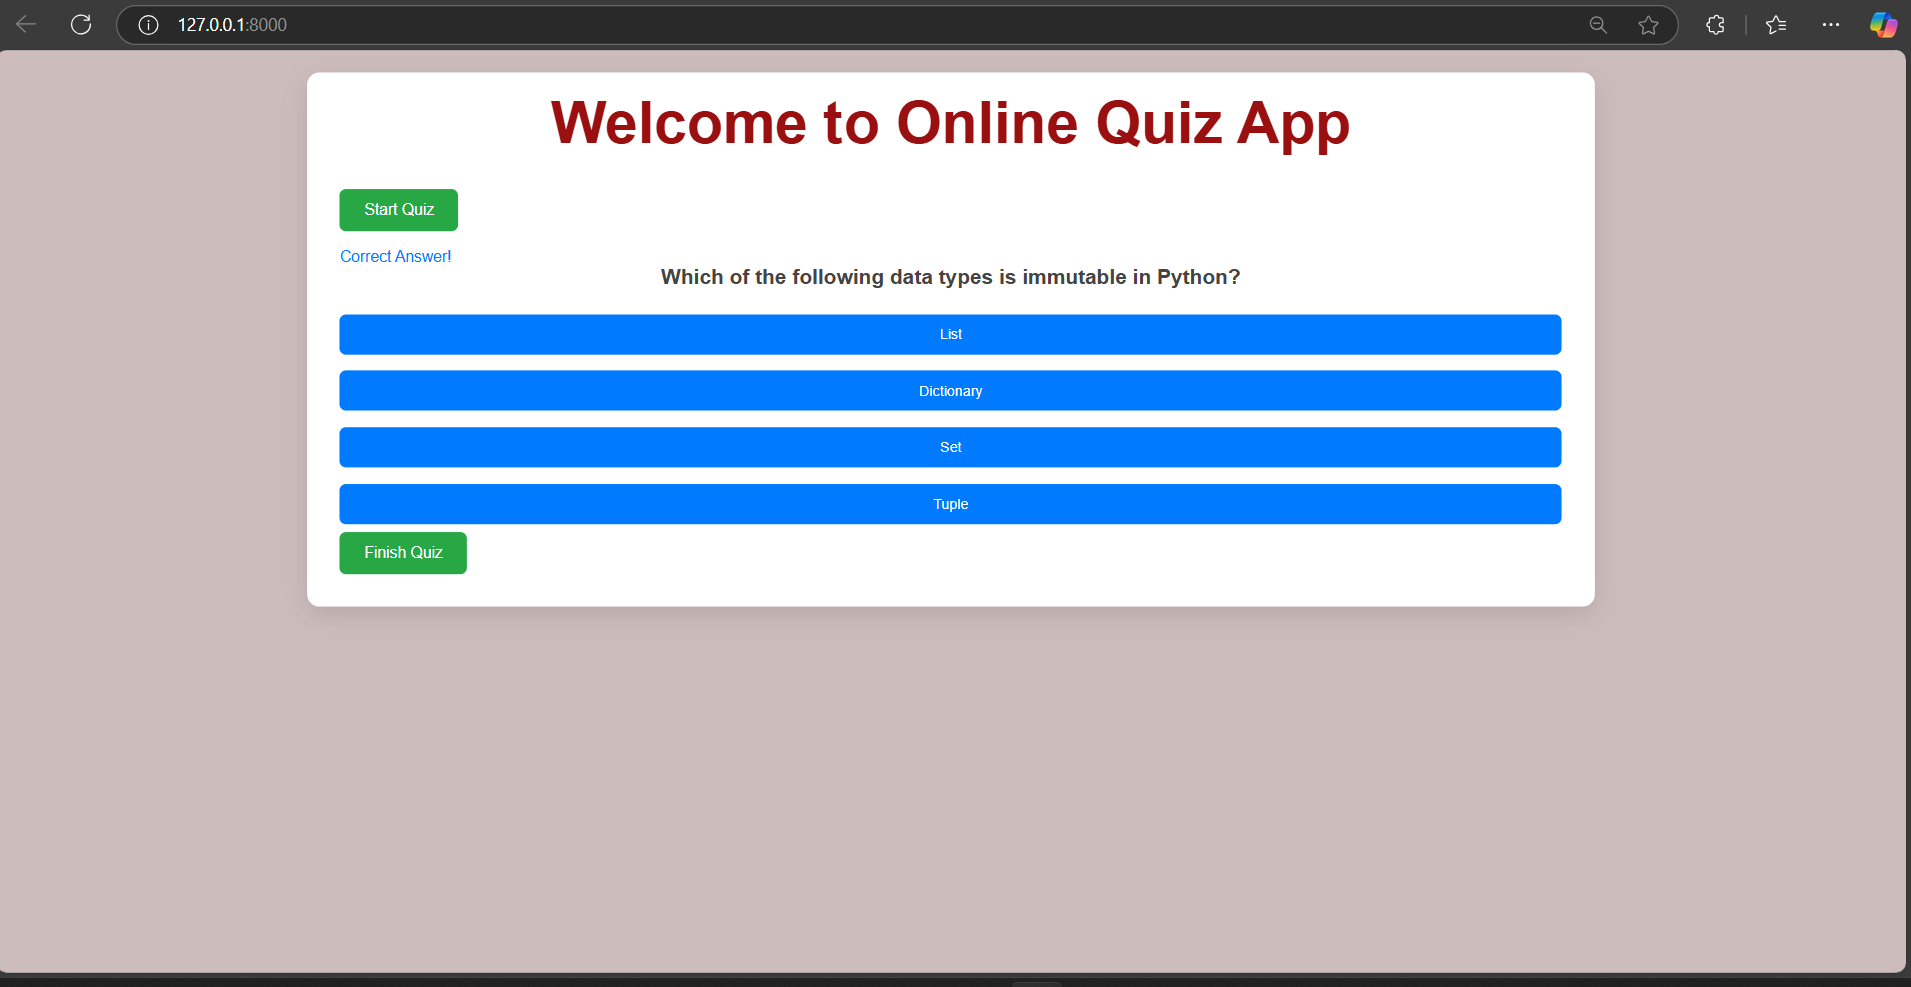 127.0.0.1:8000
Welcome to Online Quiz App
Start Quiz
Correct Answer!
Which of the following data types is immutable in Python?
List
Dictionary
Set
Tuple
Finish Quiz